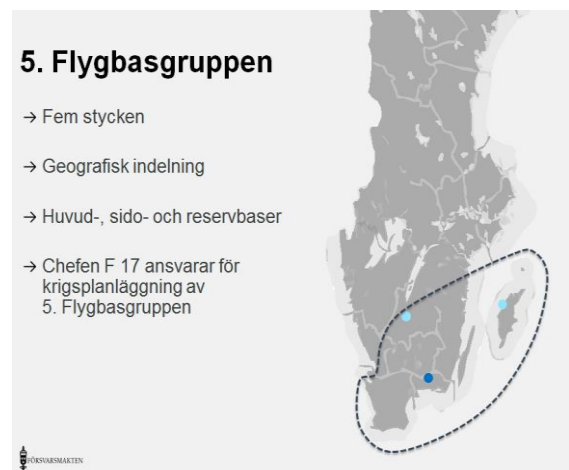 5. Flygbasgruppen
→ Fem stycken
→ Geografisk indelning
→ Huvud-, sido- och reservbaser
→ Chefen F 17 ansvarar för
krigsplanläggning av
5. Flygbasgruppen
FÖRSVARSMAKTEN